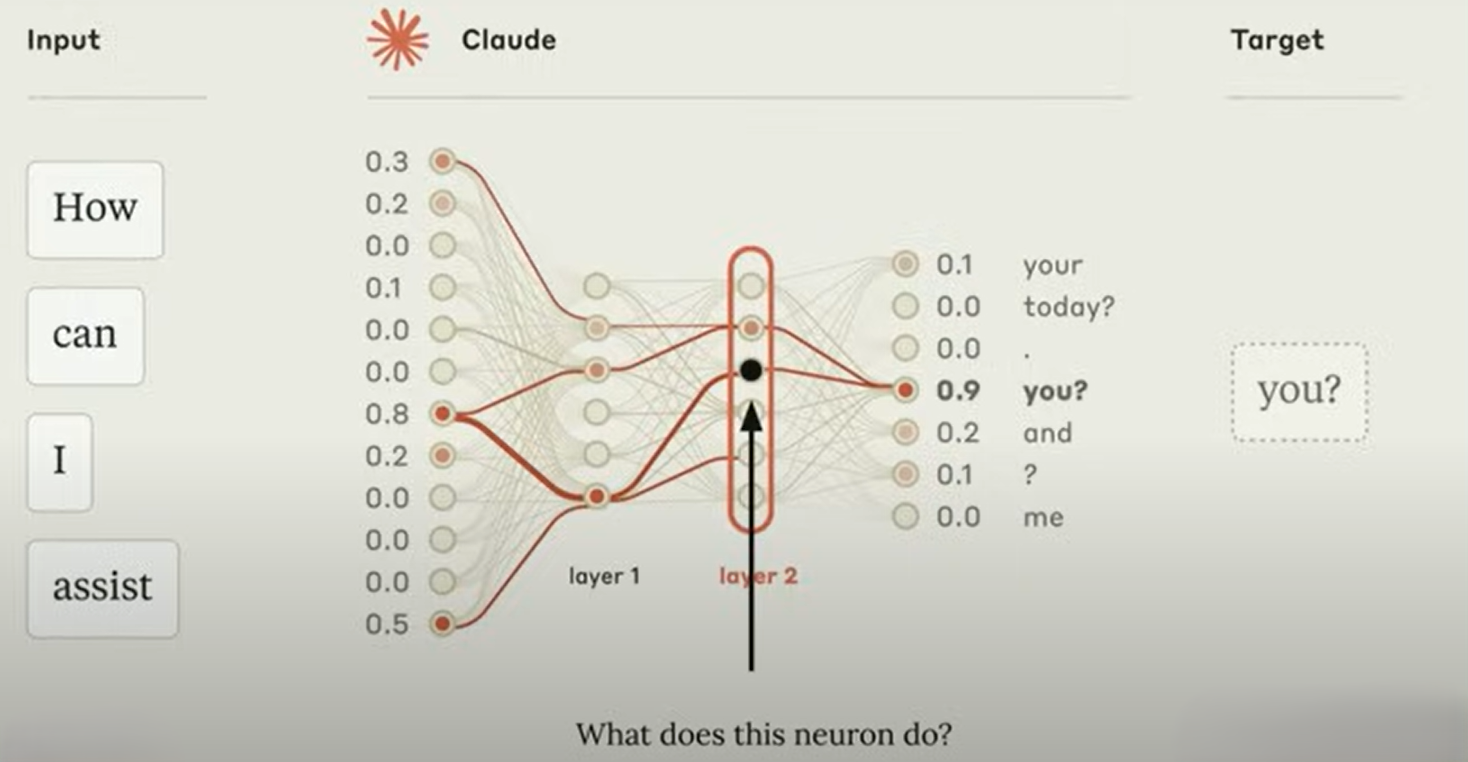 Input
Claude
Target
How
can
I
assist
0.3
0.2
0.0
0.1
0.0
0.0
0.8
0.2
0.0
0.0
0.0
0.5
layer 1
layer 2
0.1 your
0.0 today?
0.0 .
0.9 you?
0.2 and
0.1 ?
0.0 me
you?
What does this neuron do?